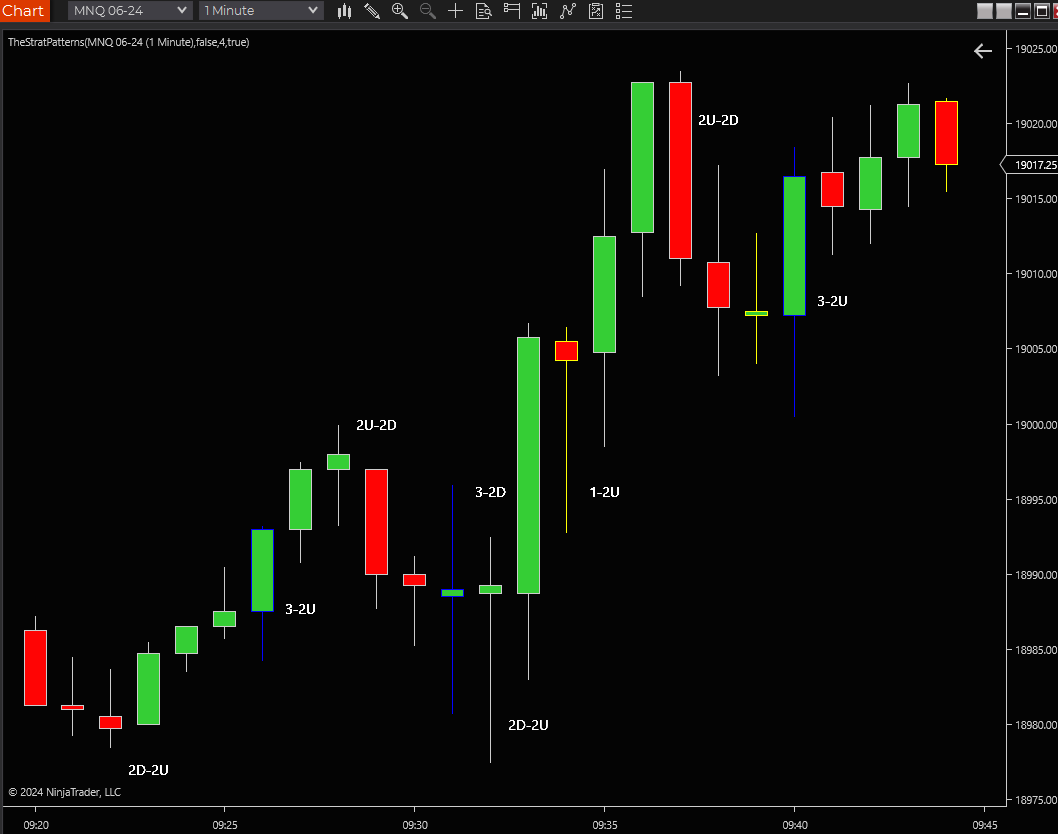 Chart MNQ 06-24 1 Minute
TheStratPatterns(MNQ 06-24 (1 Minute),false,4,true)
19025.00
2U-2D
19020.00
19017.25
19015.00
19010.00
3-2U
19005.00
2U-2D
19000.00
3-2D
1-2U
18995.00
18990.00
3-2U
18985.00
2D-2U
18980.00
2D-2U
© 2024 NinjaTrader, LLC
18975.00
09:20 09:25 09:30 09:35 09:40 09:45